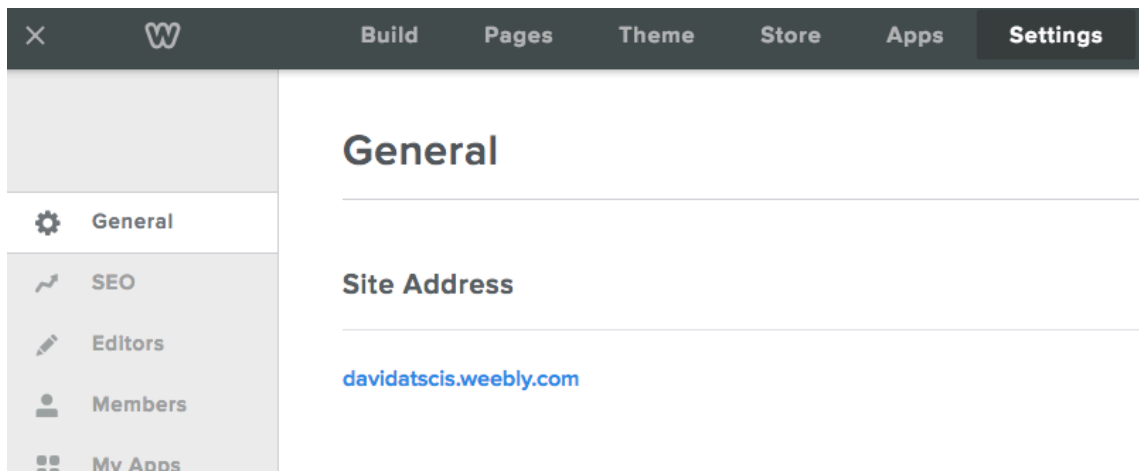 Build Pages Theme Store Apps Settings
General
General
SEO
Editors
Members
My Apps
Site Address
davidatscis.weebly.com